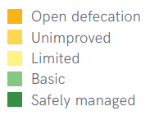 Open defecation
Unimproved
Limited
Basic
Safely managed